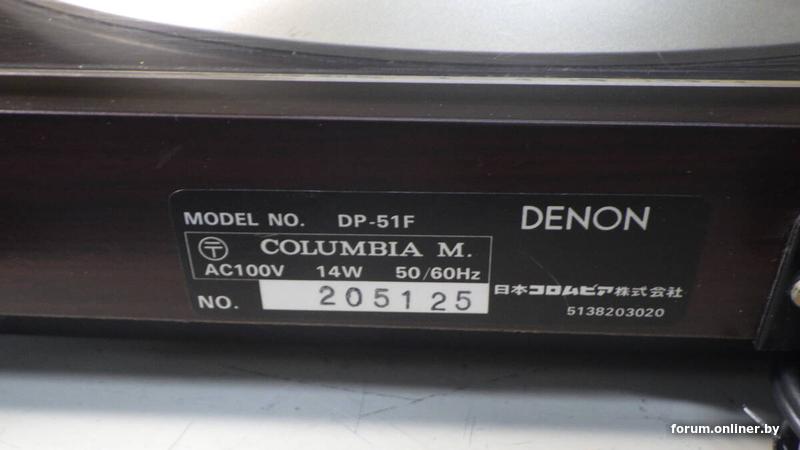 MODEL NO. DP-51F
DENON
〒 COLUMBIA M.
AC100V 14W 50/60Hz
NO. 205125
日本コロムビア株式会社
5138203020
forum.onliner.by